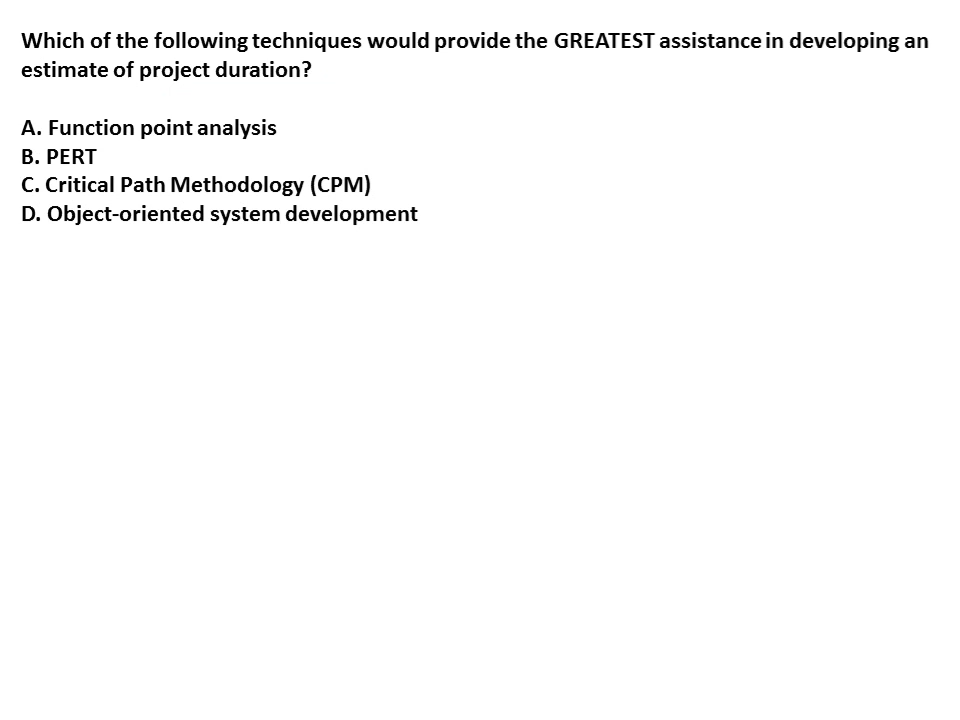 Which of the following techniques would provide the GREATEST assistance in developing an
estimate of project duration?
A. Function point analysis
B. PERT
C. Critical Path Methodology (CPM)
D. Object-oriented system development